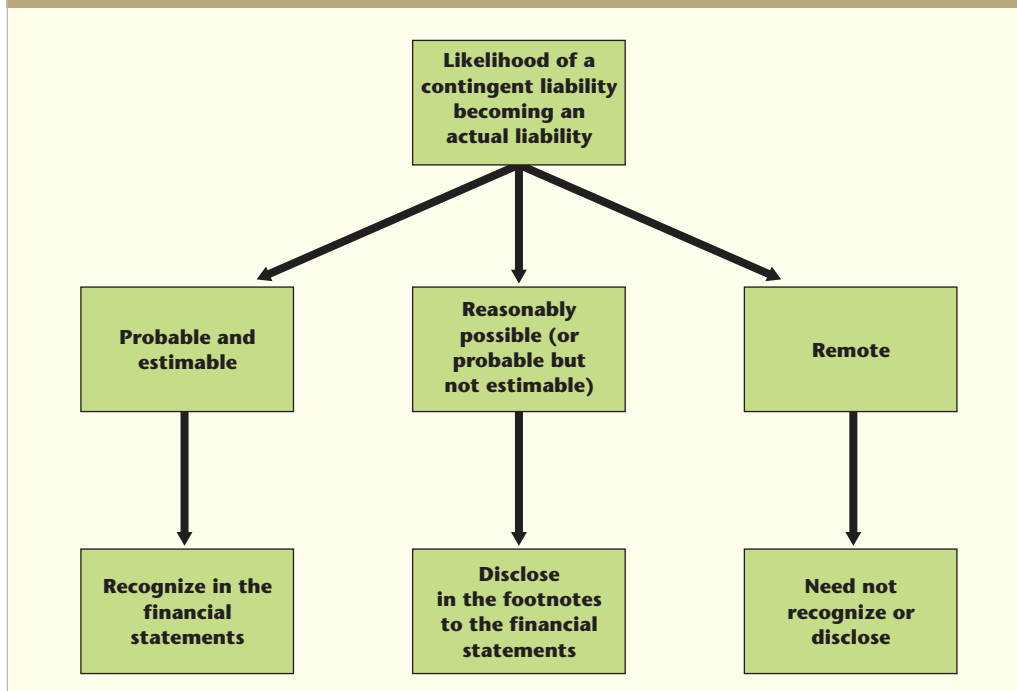 Likelihood of a
contingent liability
becoming an
actual liability
Probable and
estimable
Reasonably
possible (or
probable but
not estimable)
Remote
Recognize in the
financial
statements
Disclose
in the footnotes
to the financial
statements
Need not
recognize or
disclose